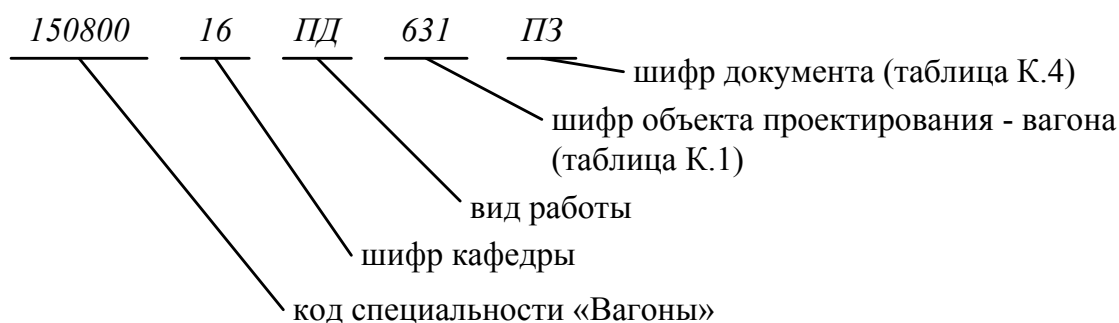 150800 16 ПД 631 ПЗ
шифр документа (таблица К.4)
шифр объекта проектирования - вагона
(таблица К.1)
вид работы
шифр кафедры
код специальности «Вагоны»